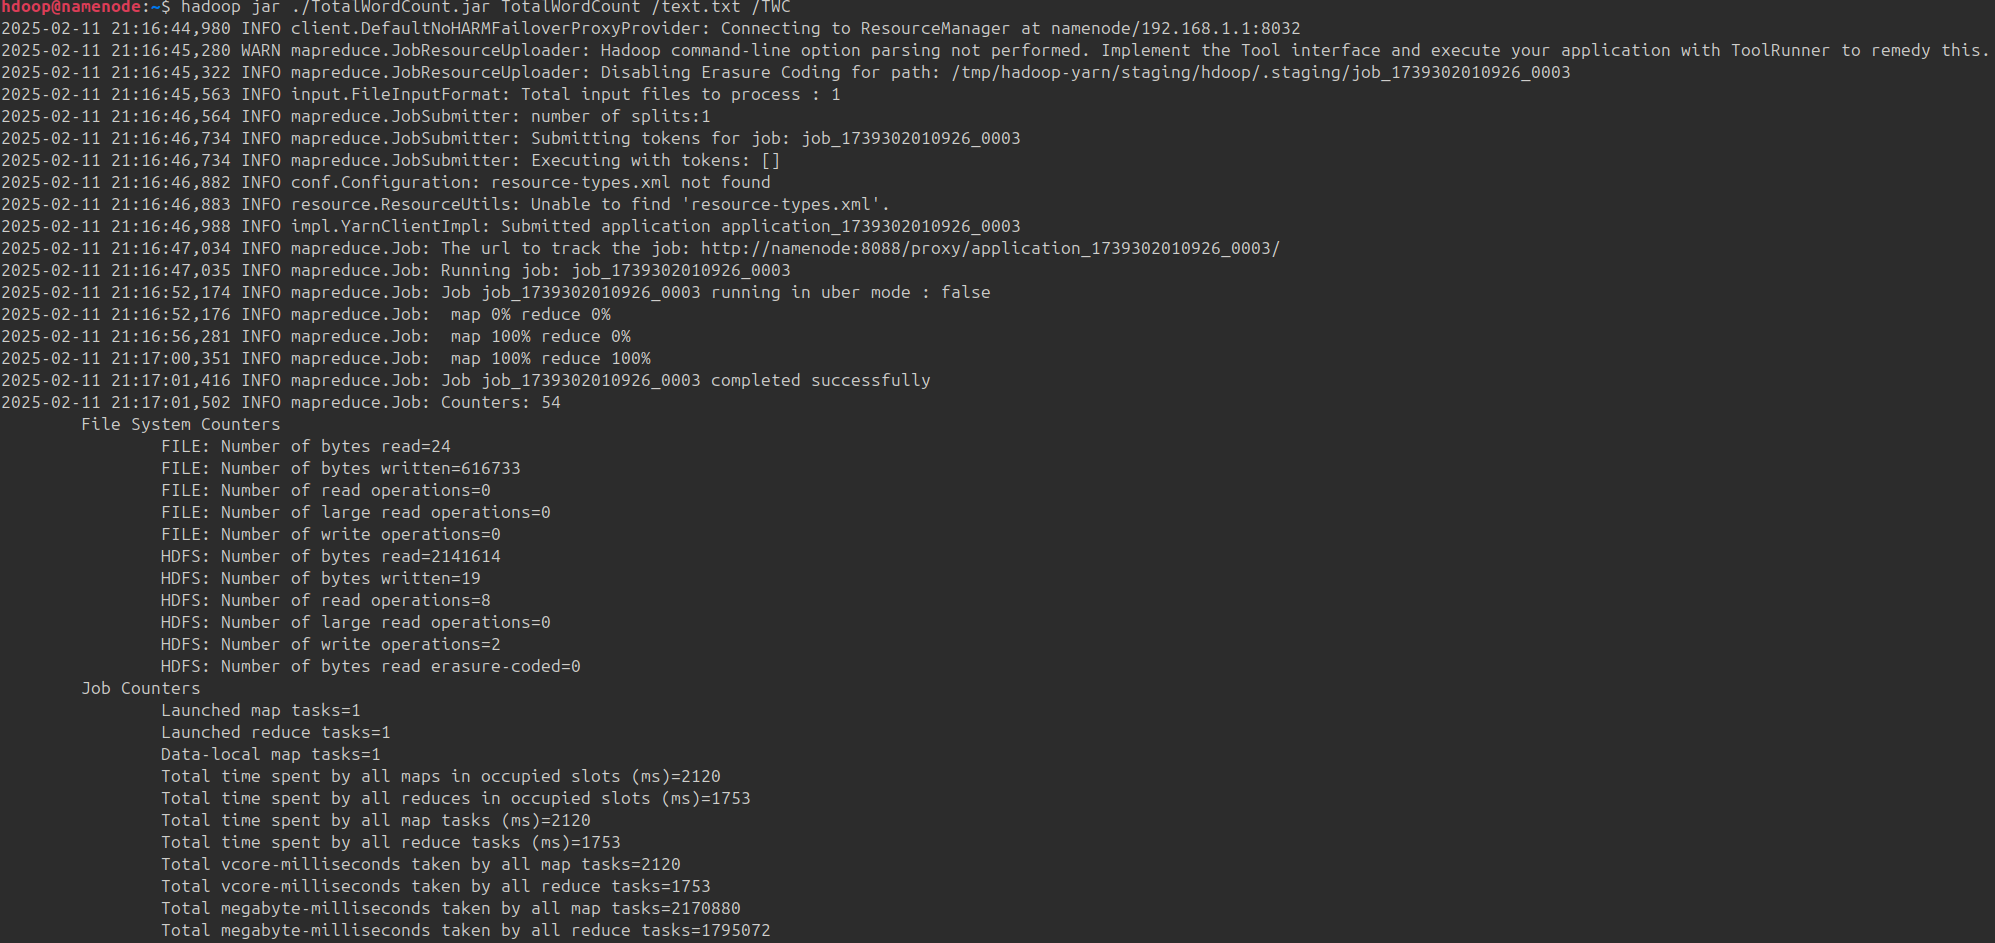 hdoop@namenode:~$ hadoop jar ./TotalWordCount.jar TotalWordCount /text.txt /TWC
2025-02-11 21:16:44,980 INFO client.DefaultNoHARMFailoverProxyProvider: Connecting to ResourceManager at namenode/192.168.1.1:8032
2025-02-11 21:16:45,280 WARN mapreduce.JobResourceUploader: Hadoop command-line option parsing not performed. Implement the Tool interface and execute your application with ToolRunner to remedy this.
2025-02-11 21:16:45,322 INFO mapreduce.JobResourceUploader: Disabling Erasure Coding for path: /tmp/hadoop-yarn/staging/hdoop/.staging/job_1739302010926_0003
2025-02-11 21:16:45,563 INFO input.FileInputFormat: Total input files to process : 1
2025-02-11 21:16:46,564 INFO mapreduce.JobSubmitter: number of splits:1
2025-02-11 21:16:46,734 INFO mapreduce.JobSubmitter: Submitting tokens for job: job_1739302010926_0003
2025-02-11 21:16:46,734 INFO mapreduce.JobSubmitter: Executing with tokens: []
2025-02-11 21:16:46,882 INFO conf.Configuration: resource-types.xml not found
2025-02-11 21:16:46,883 INFO resource.ResourceUtils: Unable to find 'resource-types.xml'.
2025-02-11 21:16:46,988 INFO impl.YarnClientImpl: Submitted application application_1739302010926_0003
2025-02-11 21:16:47,034 INFO mapreduce.Job: The url to track the job: http://namenode:8088/proxy/application_1739302010926_0003/
2025-02-11 21:16:47,035 INFO mapreduce.Job: Running job: job_1739302010926_0003
2025-02-11 21:16:52,174 INFO mapreduce.Job: Job job_1739302010926_0003 running in uber mode : false
2025-02-11 21:16:52,176 INFO mapreduce.Job:  map 0% reduce 0%
2025-02-11 21:16:56,281 INFO mapreduce.Job:  map 100% reduce 0%
2025-02-11 21:17:00,351 INFO mapreduce.Job:  map 100% reduce 100%
2025-02-11 21:17:01,416 INFO mapreduce.Job: Job job_1739302010926_0003 completed successfully
2025-02-11 21:17:01,502 INFO mapreduce.Job: Counters: 54
File System Counters
FILE: Number of bytes read=24
FILE: Number of bytes written=616733
FILE: Number of read operations=0
FILE: Number of large read operations=0
FILE: Number of write operations=0
HDFS: Number of bytes read=2141614
HDFS: Number of bytes written=19
HDFS: Number of read operations=8
HDFS: Number of large read operations=0
HDFS: Number of write operations=2
HDFS: Number of bytes read erasure-coded=0
Job Counters
Launched map tasks=1
Launched reduce tasks=1
Data-local map tasks=1
Total time spent by all maps in occupied slots (ms)=2120
Total time spent by all reduces in occupied slots (ms)=1753
Total time spent by all map tasks (ms)=2120
Total time spent by all reduce tasks (ms)=1753
Total vcore-milliseconds taken by all map tasks=2120
Total vcore-milliseconds taken by all reduce tasks=1753
Total megabyte-milliseconds taken by all map tasks=2170880
Total megabyte-milliseconds taken by all reduce tasks=1795072